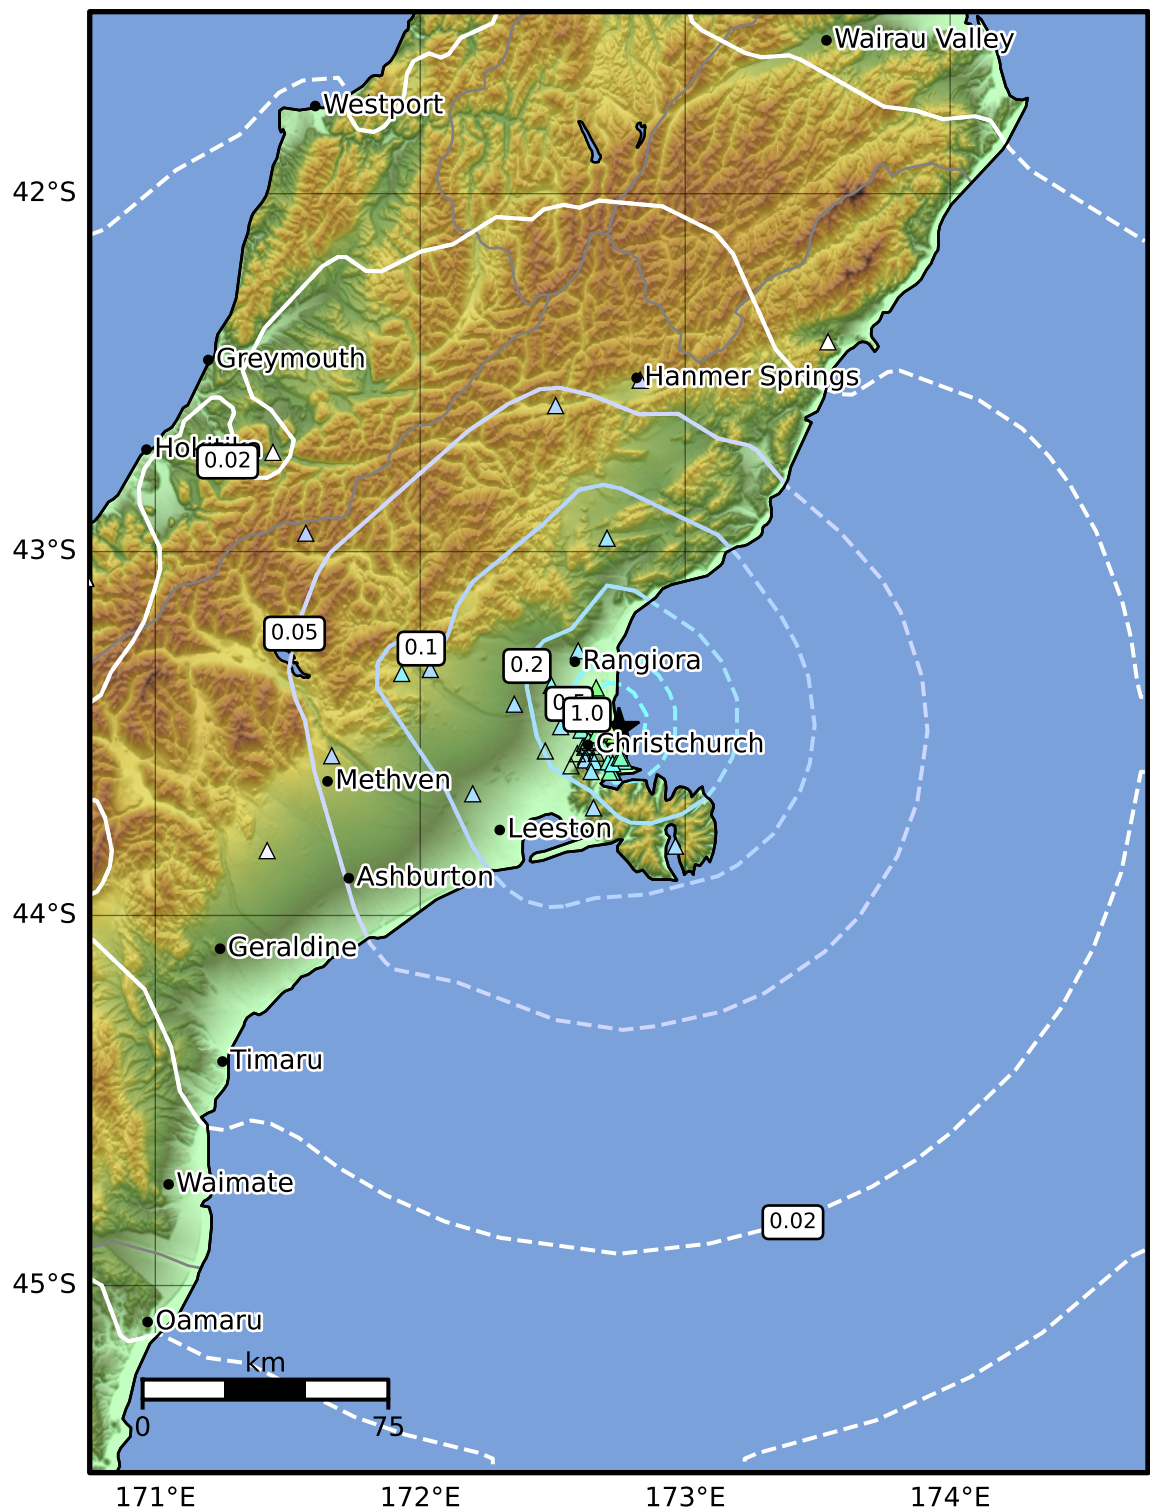 Wairau Valley
Westport
42°S
Greymouth
Hanmer Springs
Hokitika
0.02
43°S
0.05
0.1
0.2
Rangiora
1.0
Christchurch
Methven
Leeston
Ashburton
44°S
Geraldine
Timaru
Waimate
0.02
45°S
Oamaru
km
0
75
171°E
172°E
173°E
174°E